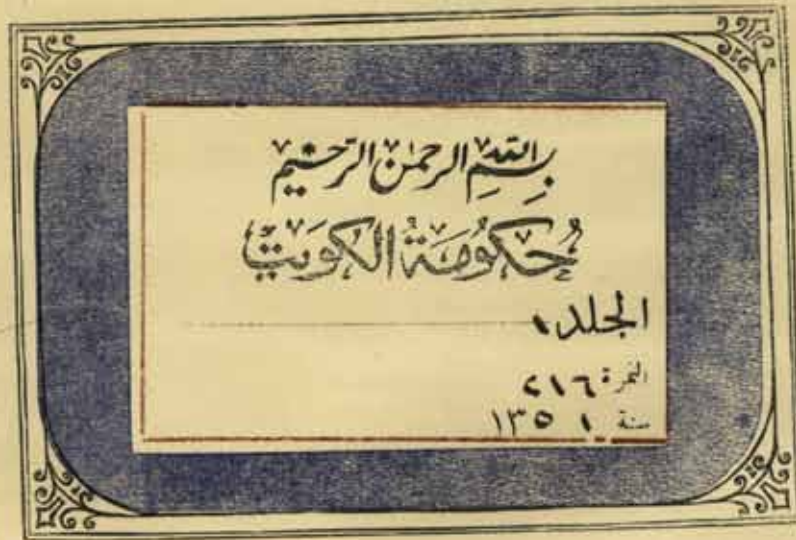 بسم الله الرحمن الرحيم
حكومة الكويت
الجلد ١
النمرة ٢١٦
سنة ١٣٥١